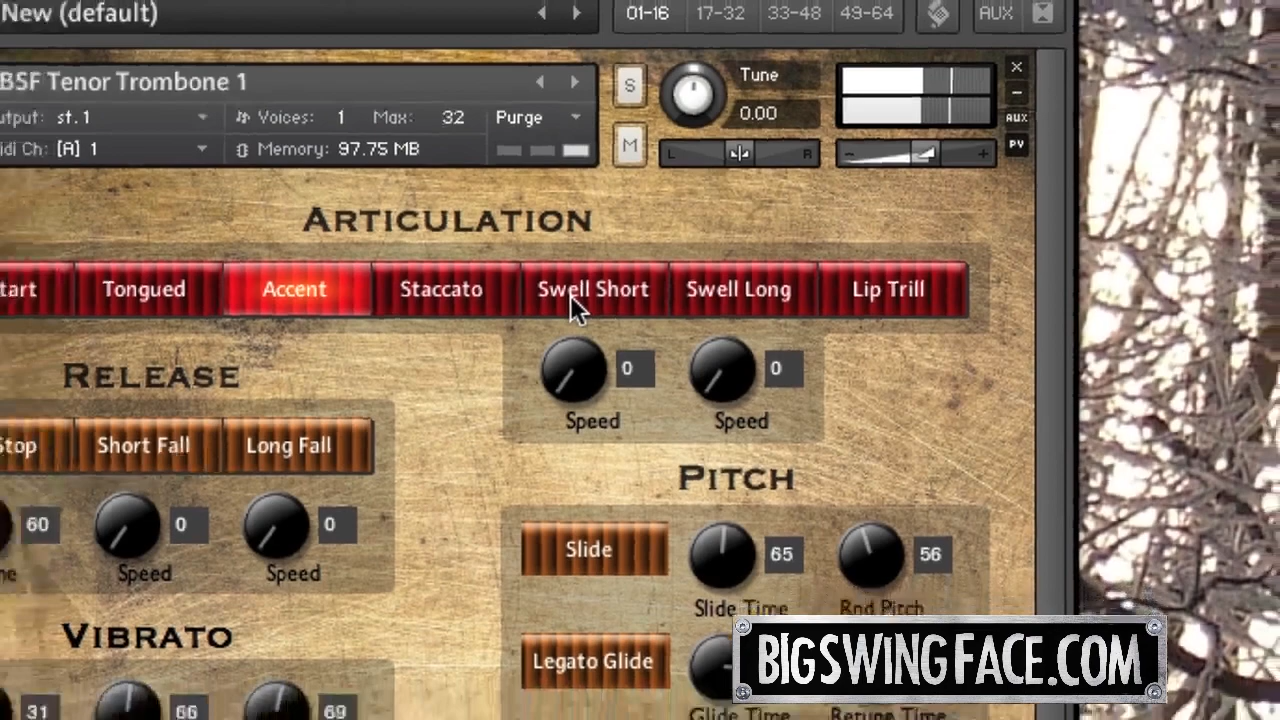 New (default)
01-16 17-32 33-48 49-64 AUX
BSF Tenor Trombone 1
utput: st.1 Voices: 1 Max: 32 Purge
idi Ch: [A] 1 Memory: 97.75 MB
S
M
Tune
0.00
L R
- +
×
-
AUX
PV
ARTICULATION
tart Tongued Accent Staccato Swell Short Swell Long Lip Trill
0 0
Speed Speed
RELEASE
Stop Short Fall Long Fall
60 0 0
me Speed Speed
PITCH
Slide 65 56
Slide Time Rnd Pitch
Legato Glide
Glide Time Retune Time
VIBRATO
31 66 69
BIGSWINGFACE.COM